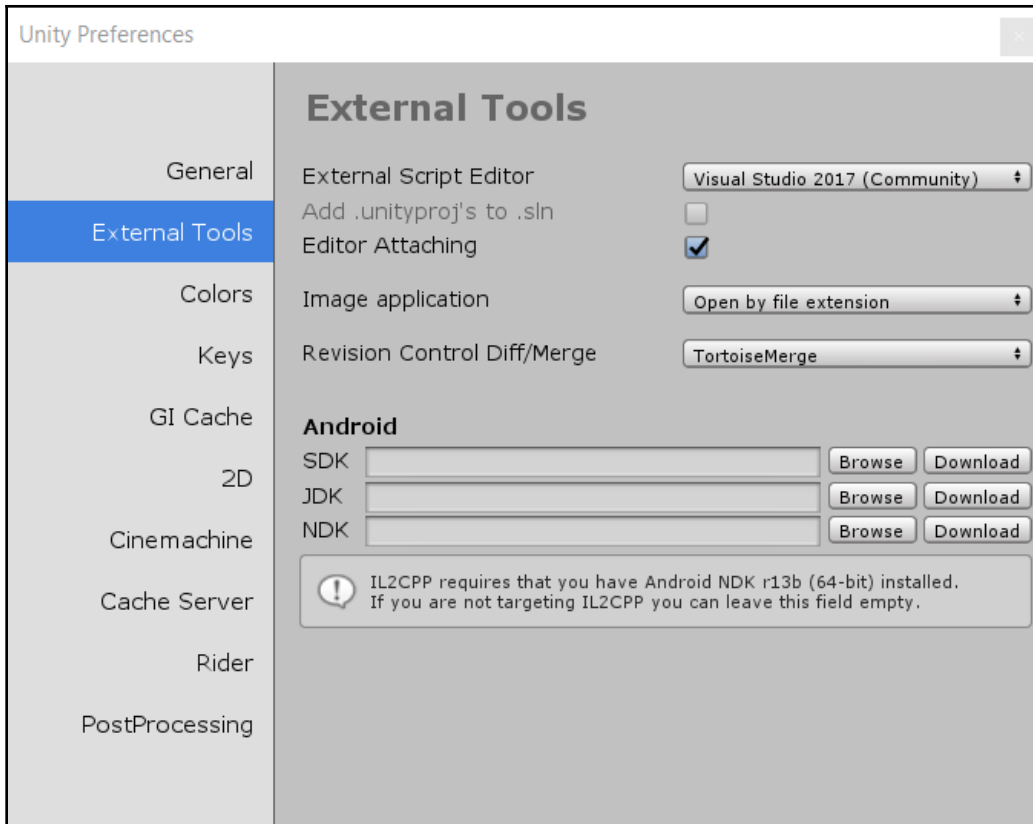 Unity Preferences
General
External Tools
Colors
Keys
GI Cache
2D
Cinemachine
Cache Server
Rider
PostProcessing
External Tools
External Script Editor Visual Studio 2017 (Community)
Add .unityproj's to .sln
Editor Attaching
Image application Open by file extension
Revision Control Diff/Merge TortoiseMerge
Android
SDK Browse Download
JDK Browse Download
NDK Browse Download
IL2CPP requires that you have Android NDK r13b (64-bit) installed.
If you are not targeting IL2CPP you can leave this field empty.